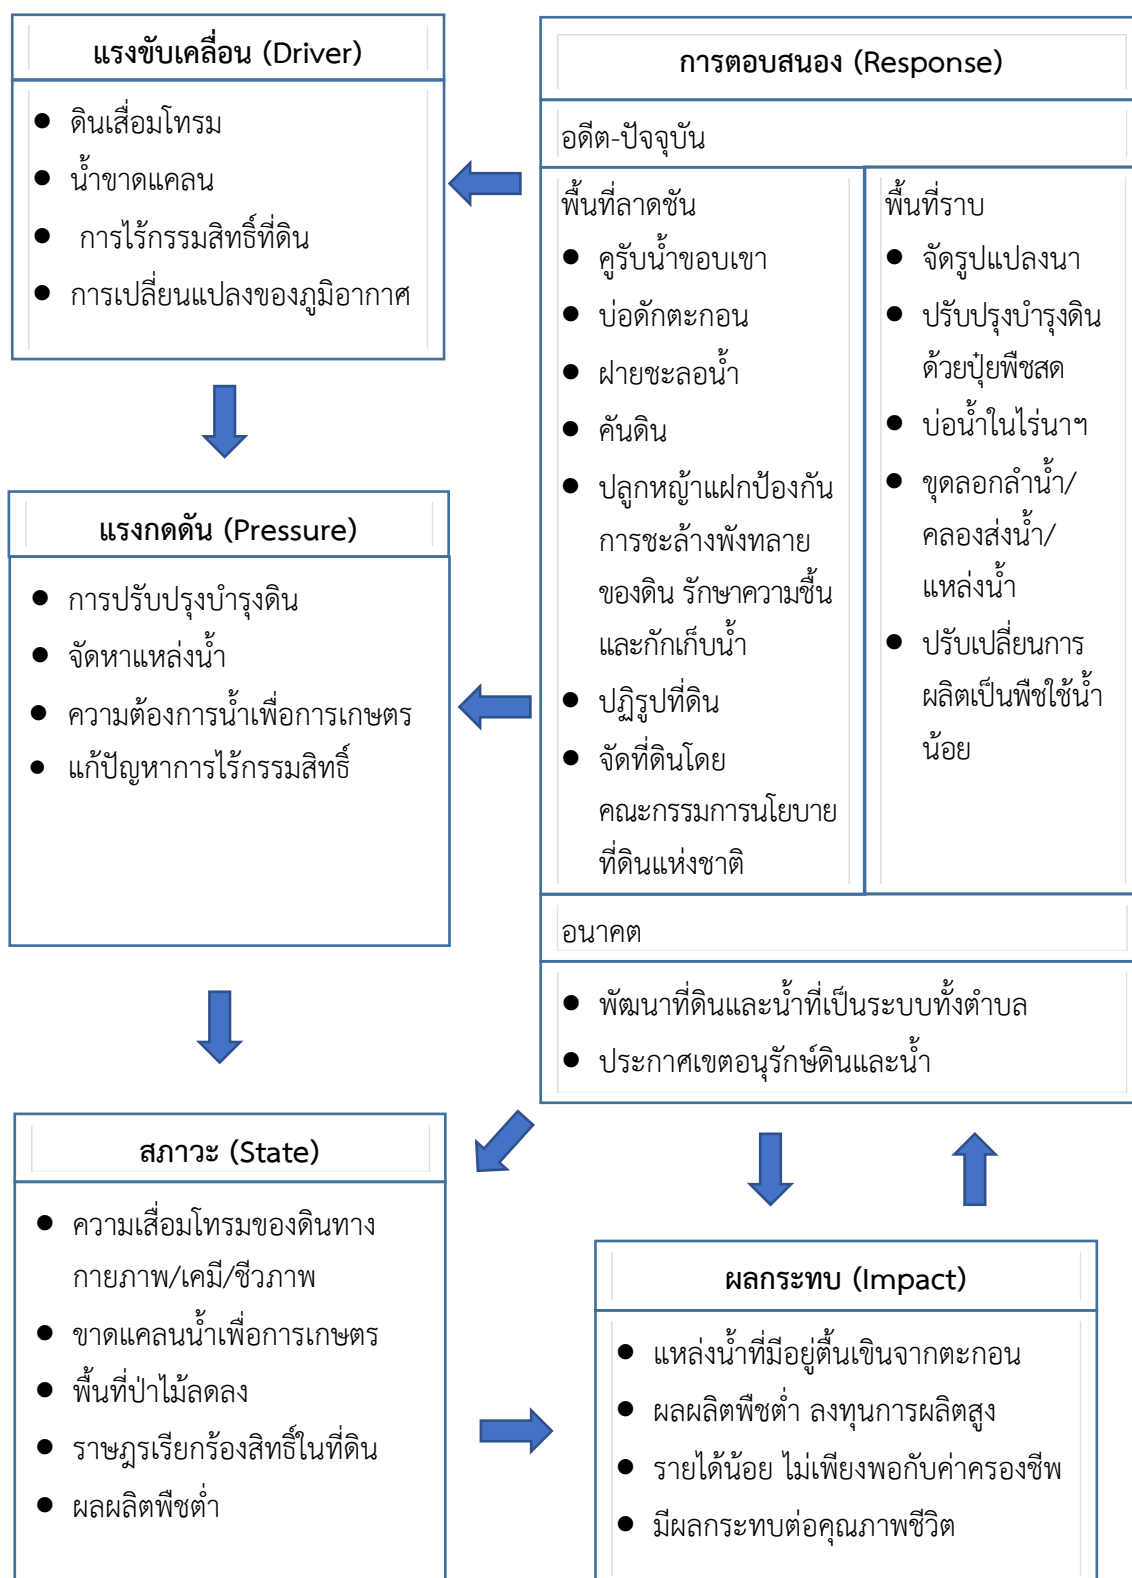 แรงขับเคลื่อน (Driver)
ดินเสื่อมโทรม
น้ำขาดแคลน
การไร้กรรมสิทธิ์ที่ดิน
การเปลี่ยนแปลงของภูมิอากาศ
แรงกดดัน (Pressure)
การปรับปรุงบำรุงดิน
จัดหาแหล่งน้ำ
ความต้องการน้ำเพื่อการเกษตร
แก้ปัญหาการไร้กรรมสิทธิ์
สภาวะ (State)
ความเสื่อมโทรมของดินทาง
กายภาพ/เคมี/ชีวภาพ
ขาดแคลนน้ำเพื่อการเกษตร
พื้นที่ป่าไม้ลดลง
ราษฎรเรียกร้องสิทธิ์ในที่ดิน
ผลผลิตพืชต่ำ
การตอบสนอง (Response)
อดีต-ปัจจุบัน
พื้นที่ลาดชัน
คูรับน้ำขอบเขา
บ่อดักตะกอน
ฝายชะลอน้ำ
คันดิน
ปลูกหญ้าแฝกป้องกัน
การชะล้างพังทลาย
ของดิน รักษาความชื้น
และกักเก็บน้ำ
ปฏิรูปที่ดิน
จัดที่ดินโดย
คณะกรรมการนโยบาย
ที่ดินแห่งชาติ
พื้นที่ราบ
จัดรูปแปลงนา
ปรับปรุงบำรุงดิน
ด้วยปุ๋ยพืชสด
บ่อน้ำในไร่นาฯ
ขุดลอกลำน้ำ/
คลองส่งน้ำ/
แหล่งน้ำ
ปรับเปลี่ยนการ
ผลิตเป็นพืชใช้น้ำ
น้อย
อนาคต
พัฒนาที่ดินและน้ำที่เป็นระบบทั้งตำบล
ประกาศเขตอนุรักษ์ดินและน้ำ
ผลกระทบ (Impact)
แหล่งน้ำที่มีอยู่ตื้นเขินจากตะกอน
ผลผลิตพืชต่ำ ลงทุนการผลิตสูง
รายได้น้อย ไม่เพียงพอกับค่าครองชีพ
มีผลกระทบต่อคุณภาพชีวิต